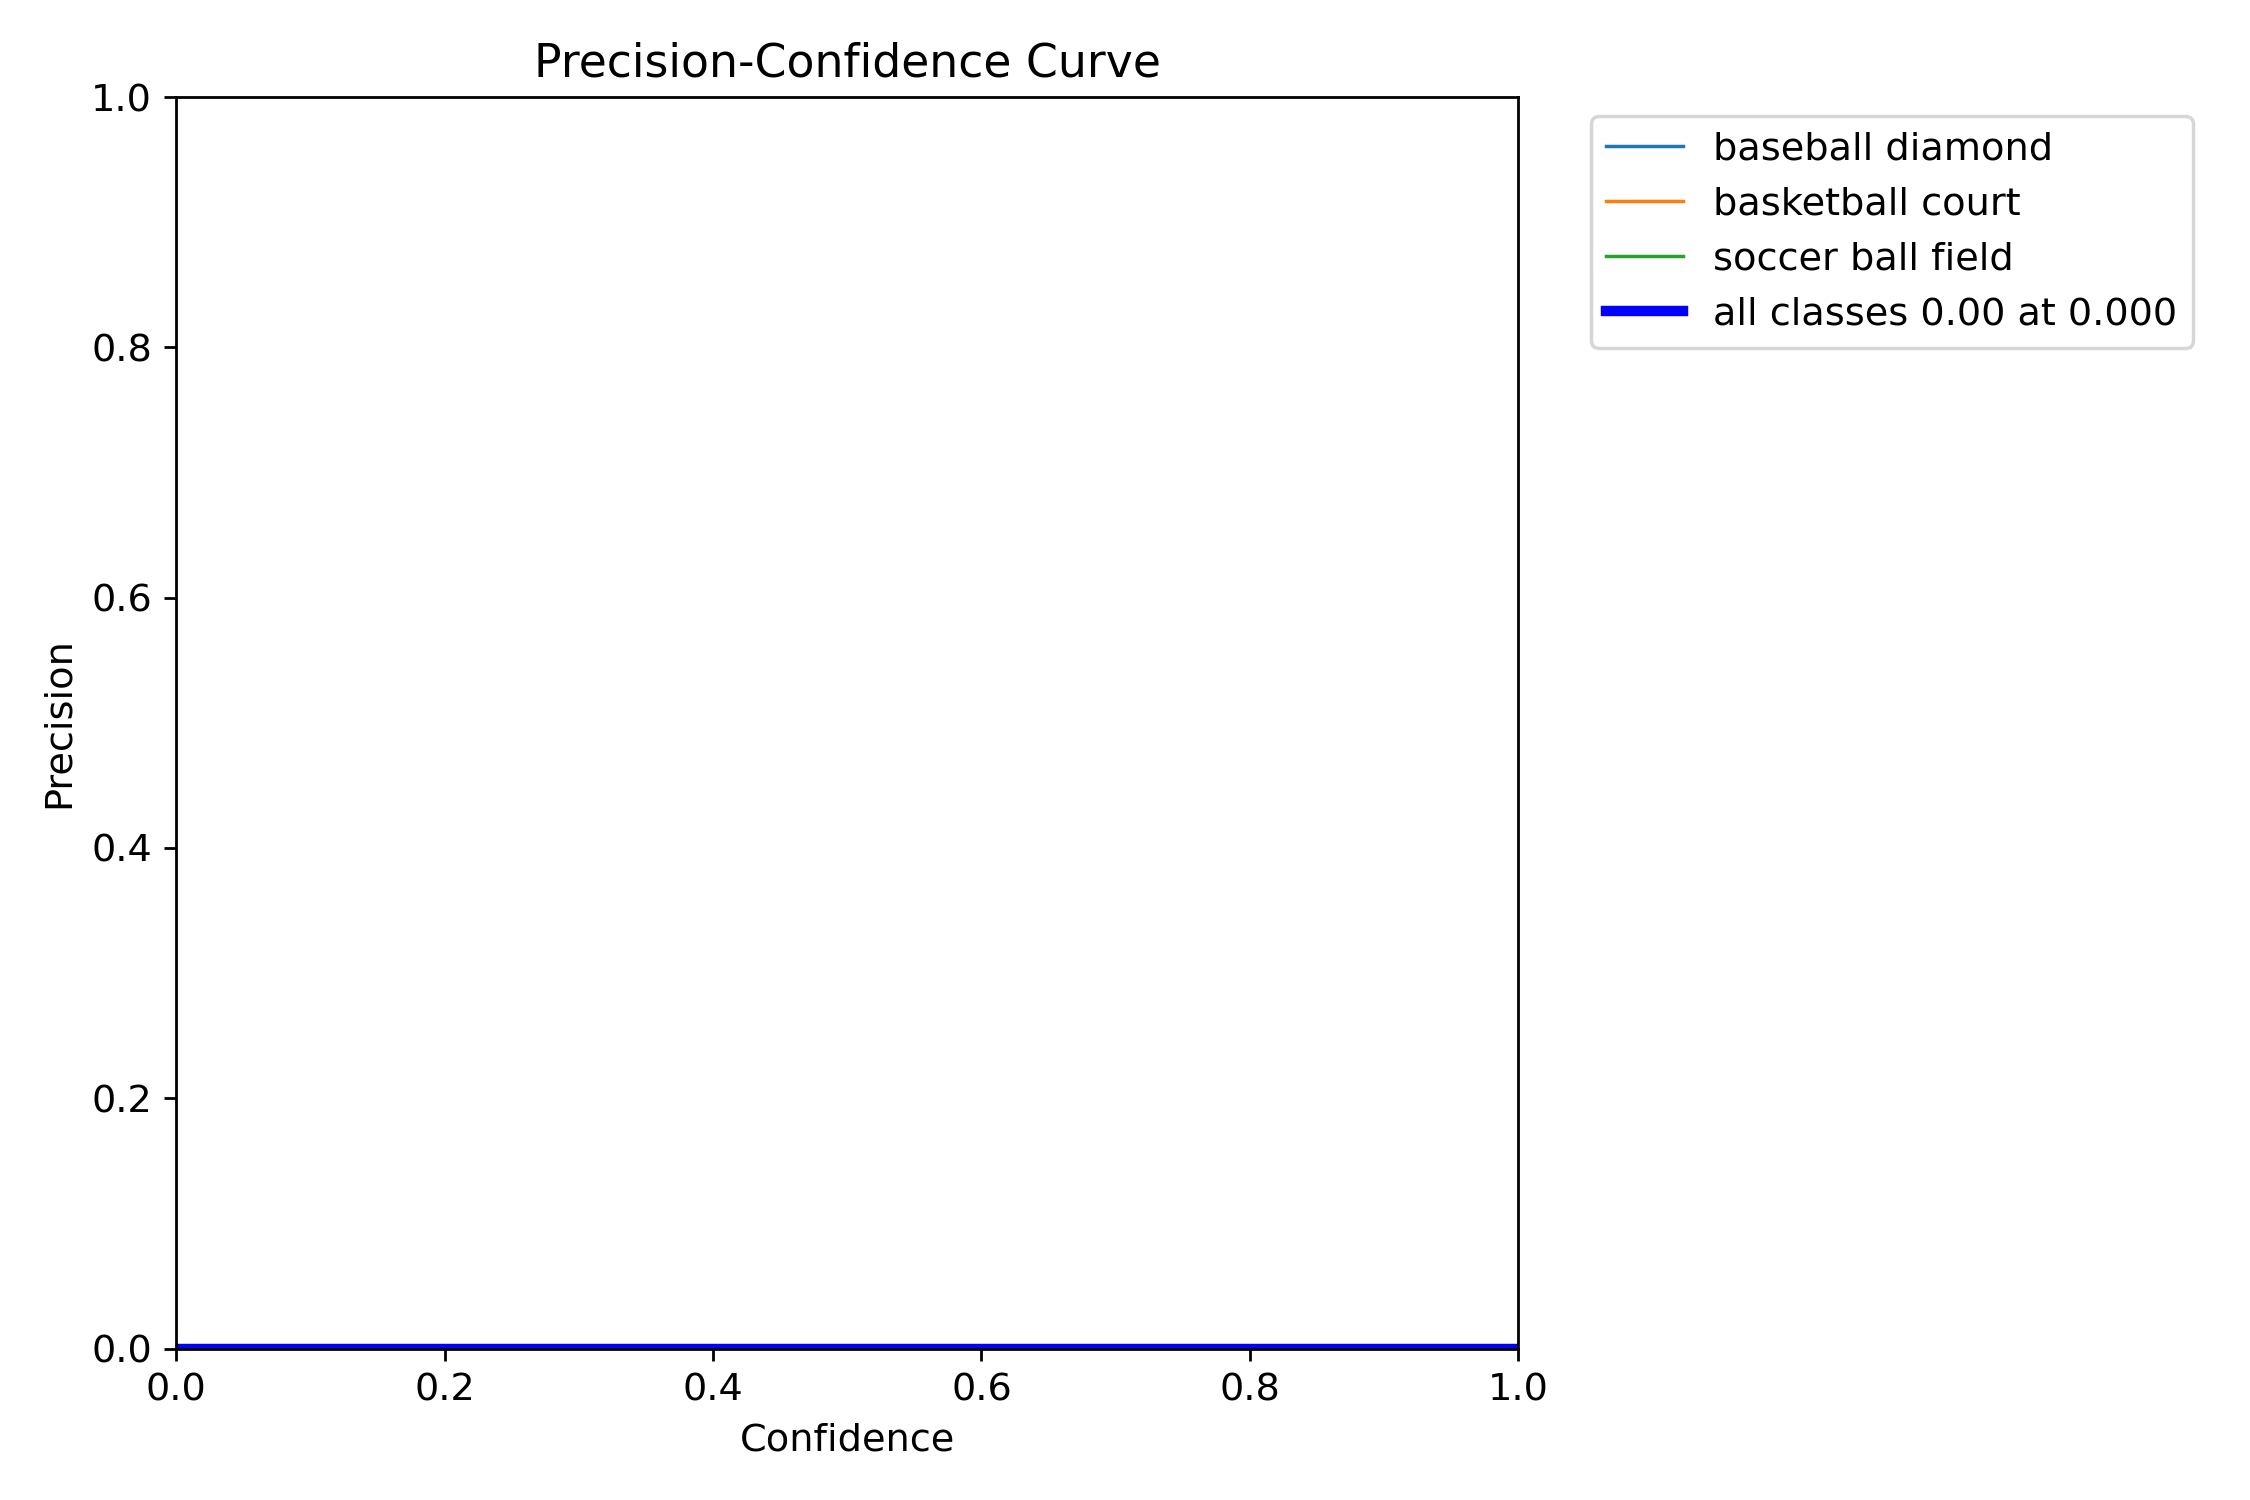 Precision-Confidence Curve
1.0
0.8
0.6
0.4
0.2
0.0
Precision
0.0 0.2 0.4 0.6 0.8 1.0
Confidence
baseball diamond
basketball court
soccer ball field
all classes 0.00 at 0.000